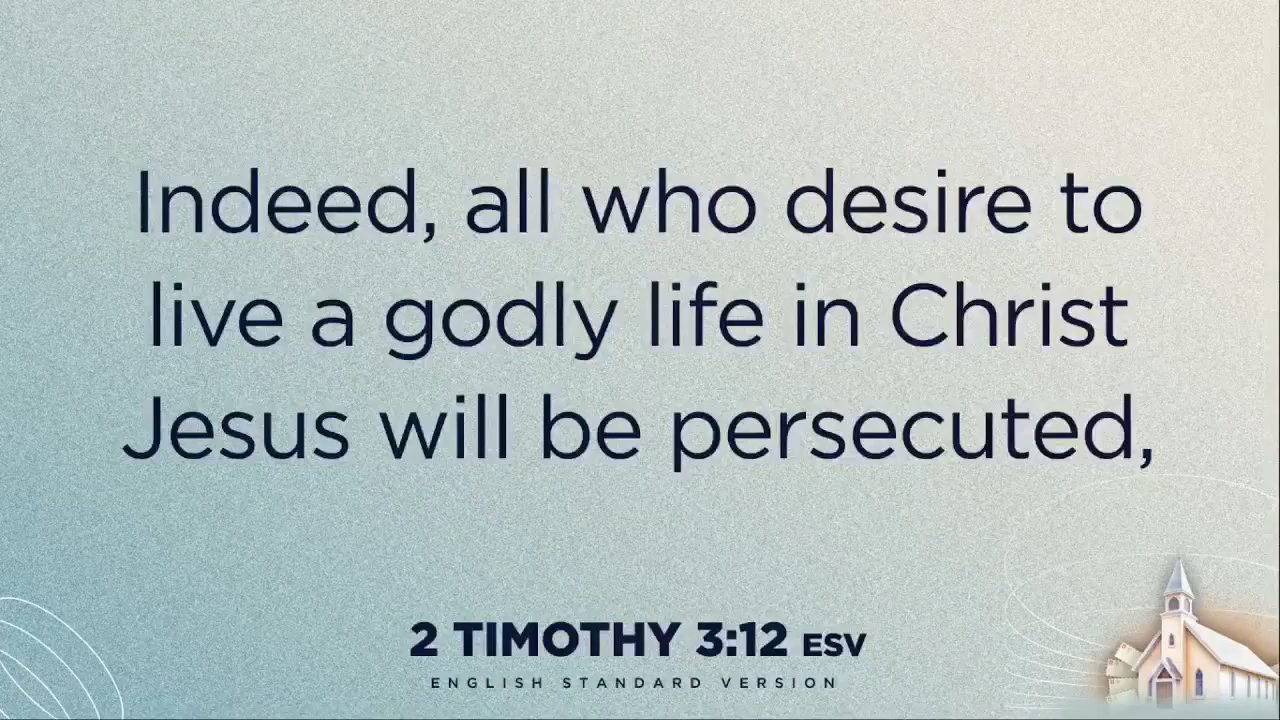 Indeed, all who desire to
live a godly life in Christ
Jesus will be persecuted,
2 TIMOTHY 3:12 ESV
ENGLISH STANDARD VERSION